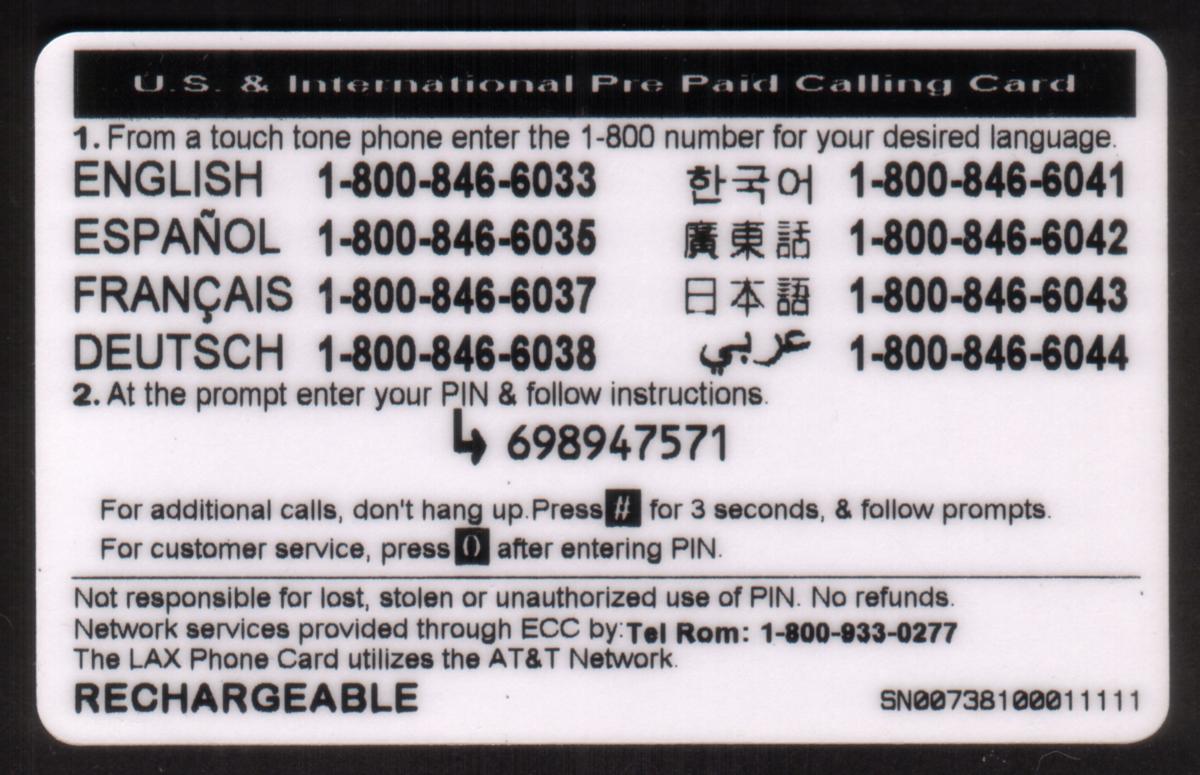 U.S. & International Pre Paid Calling Card
1. From a touch tone phone enter the 1-800 number for your desired language.
ENGLISH 1-800-846-6033 한국어 1-800-846-6041
ESPAÑOL 1-800-846-6035 廣東話 1-800-846-6042
FRANÇAIS 1-800-846-6037 日本語 1-800-846-6043
DEUTSCH 1-800-846-6038 عربي 1-800-846-6044
2. At the prompt enter your PIN & follow instructions.
698947571
For additional calls, don't hang up. Press # for 3 seconds, & follow prompts.
For customer service, press 0 after entering PIN.
Not responsible for lost, stolen or unauthorized use of PIN. No refunds.
Network services provided through ECC by: Tel Rom: 1-800-933-0277
The LAX Phone Card utilizes the AT&T Network.
RECHARGEABLE SN00738100011111